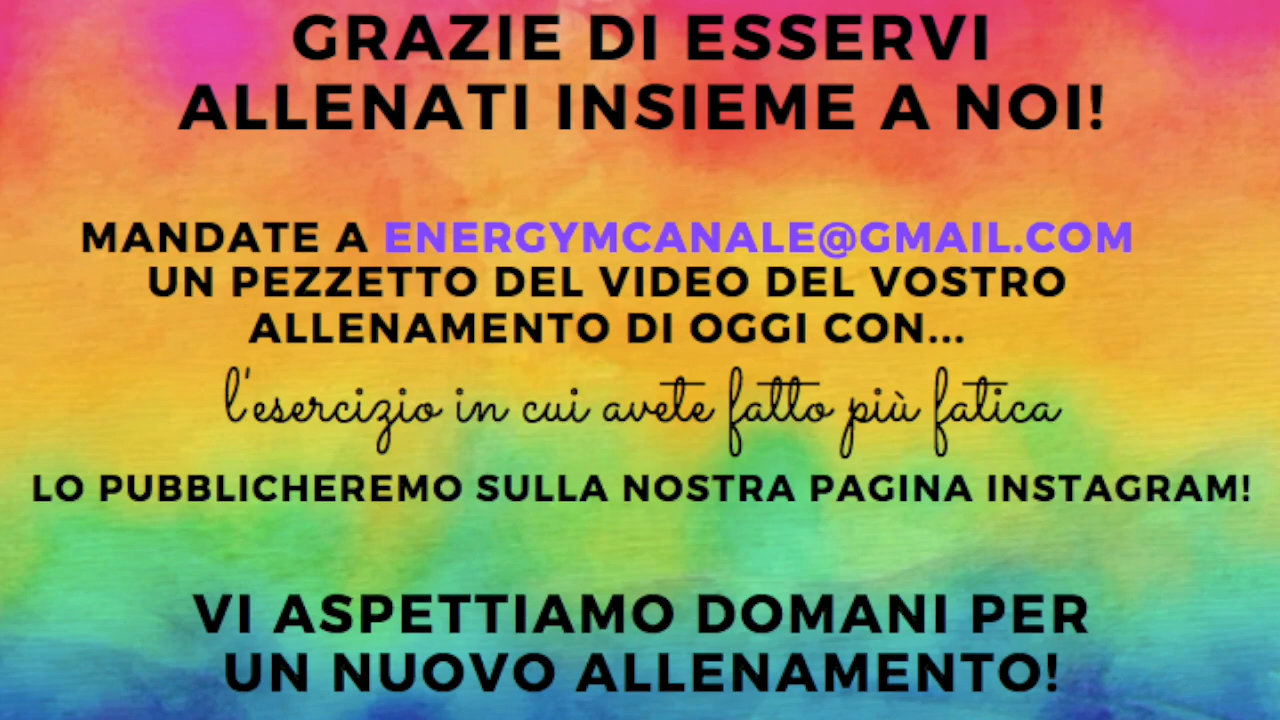 GRAZIE DI ESSERVI
ALLENATI INSIEME A NOI!
MANDATE A ENERGYMCANALE@GMAIL.COM
UN PEZZETTO DEL VIDEO DEL VOSTRO
ALLENAMENTO DI OGGI CON...
l'esercizio in cui avete fatto più fatica
LO PUBBLICHEREMO SULLA NOSTRA PAGINA INSTAGRAM!
VI ASPETTIAMO DOMANI PER
UN NUOVO ALLENAMENTO!